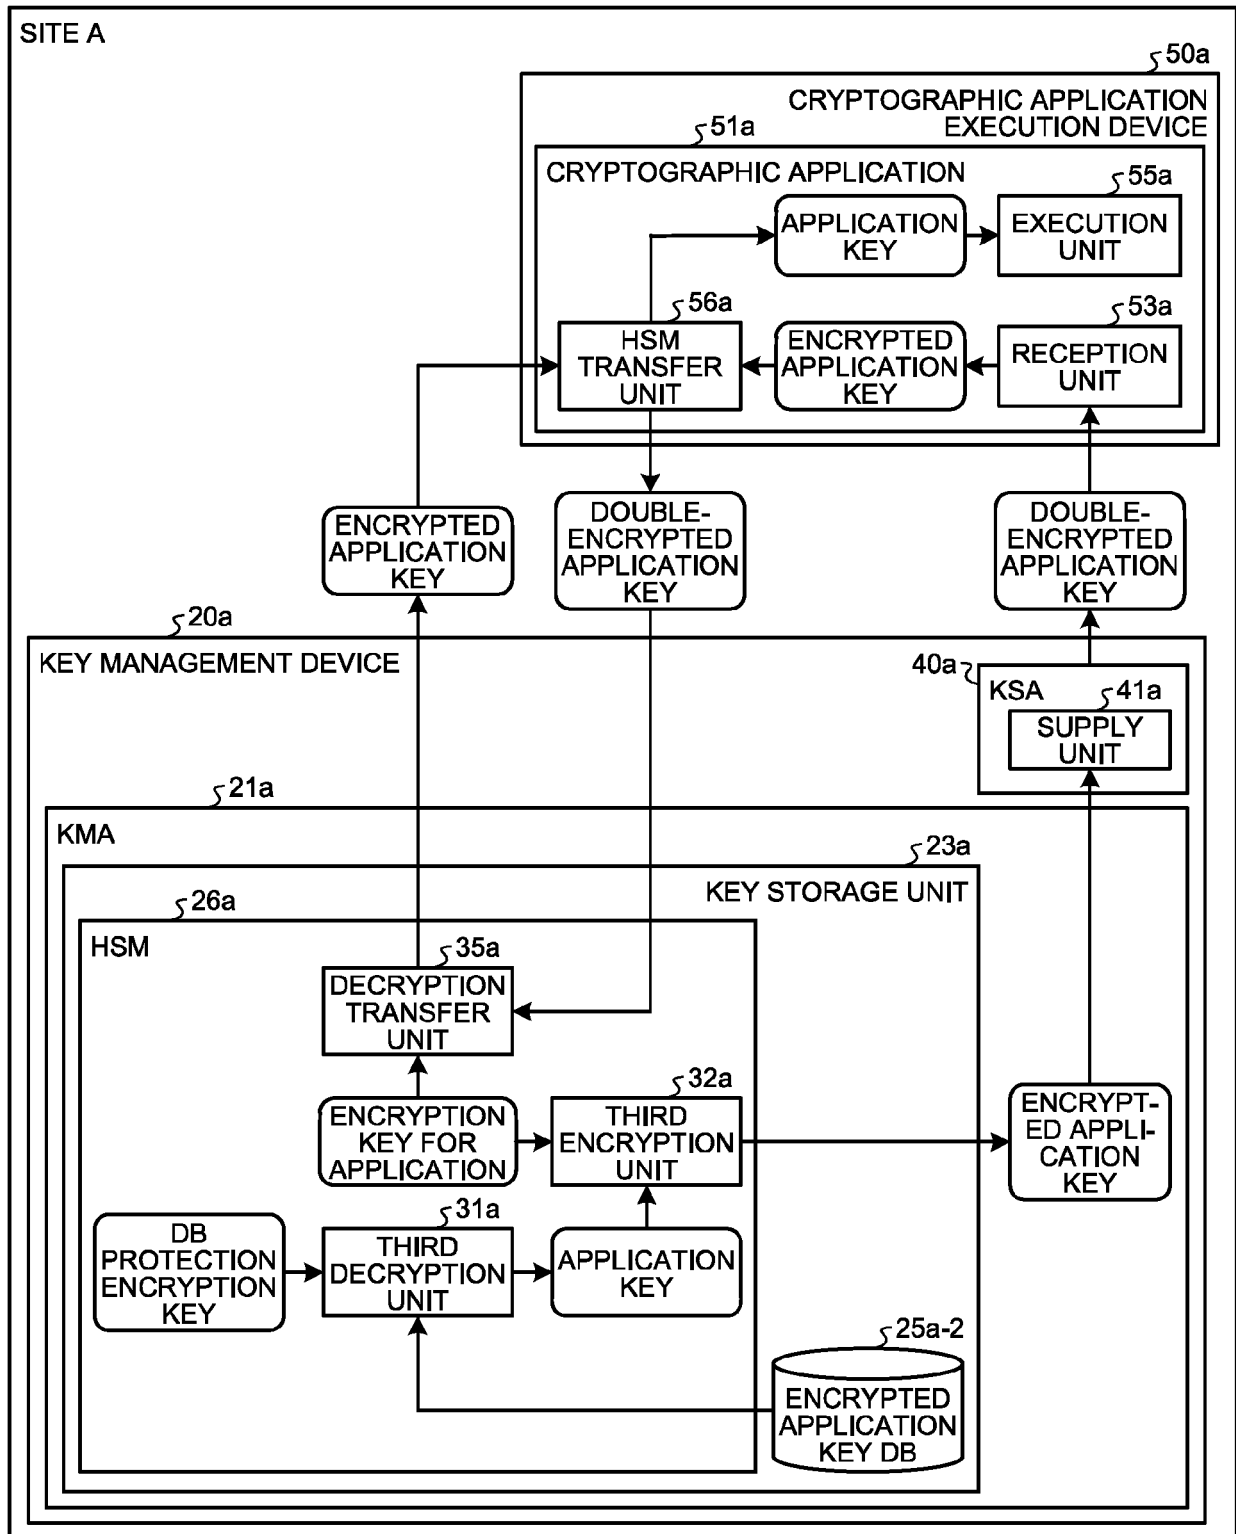 SITE A
50a
CRYPTOGRAPHIC APPLICATION
EXECUTION DEVICE
51a
CRYPTOGRAPHIC APPLICATION
55a
APPLICATION
KEY
EXECUTION
UNIT
56a
53a
HSM
TRANSFER
UNIT
ENCRYPTED
APPLICATION
KEY
RECEPTION
UNIT
ENCRYPTED
APPLICATION
KEY
DOUBLE-
ENCRYPTED
APPLICATION
KEY
DOUBLE-
ENCRYPTED
APPLICATION
KEY
20a
KEY MANAGEMENT DEVICE
40a
KSA
41a
SUPPLY
UNIT
21a
KMA
23a
KEY STORAGE UNIT
26a
HSM
35a
DECRYPTION
TRANSFER
UNIT
32a
ENCRYPTION
KEY FOR
APPLICATION
THIRD
ENCRYPTION
UNIT
ENCRYPT-
ED APPLI-
CATION
KEY
31a
DB
PROTECTION
ENCRYPTION
KEY
THIRD
DECRYPTION
UNIT
APPLICATION
KEY
25a-2
ENCRYPTED
APPLICATION
KEY DB